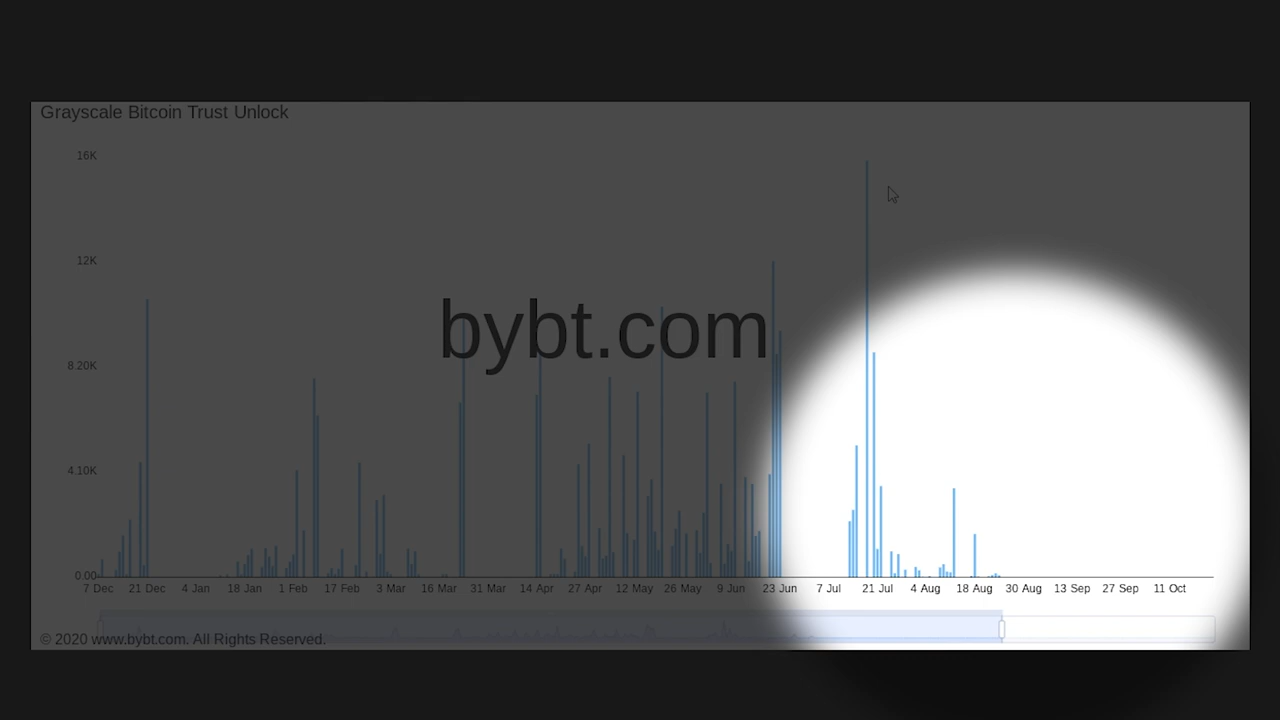 Grayscale Bitcoin Trust Unlock
16K
12K
bybt.com
8.20K
4.10K
0.00
7 Dec 21 Dec 4 Jan 18 Jan 1 Feb 17 Feb 3 Mar 16 Mar 31 Mar 14 Apr 27 Apr 12 May 26 May 9 Jun 23 Jun 7 Jul 21 Jul 4 Aug 18 Aug 30 Aug 13 Sep 27 Sep 11 Oct
© 2020 www.bybt.com. All Rights Reserved.